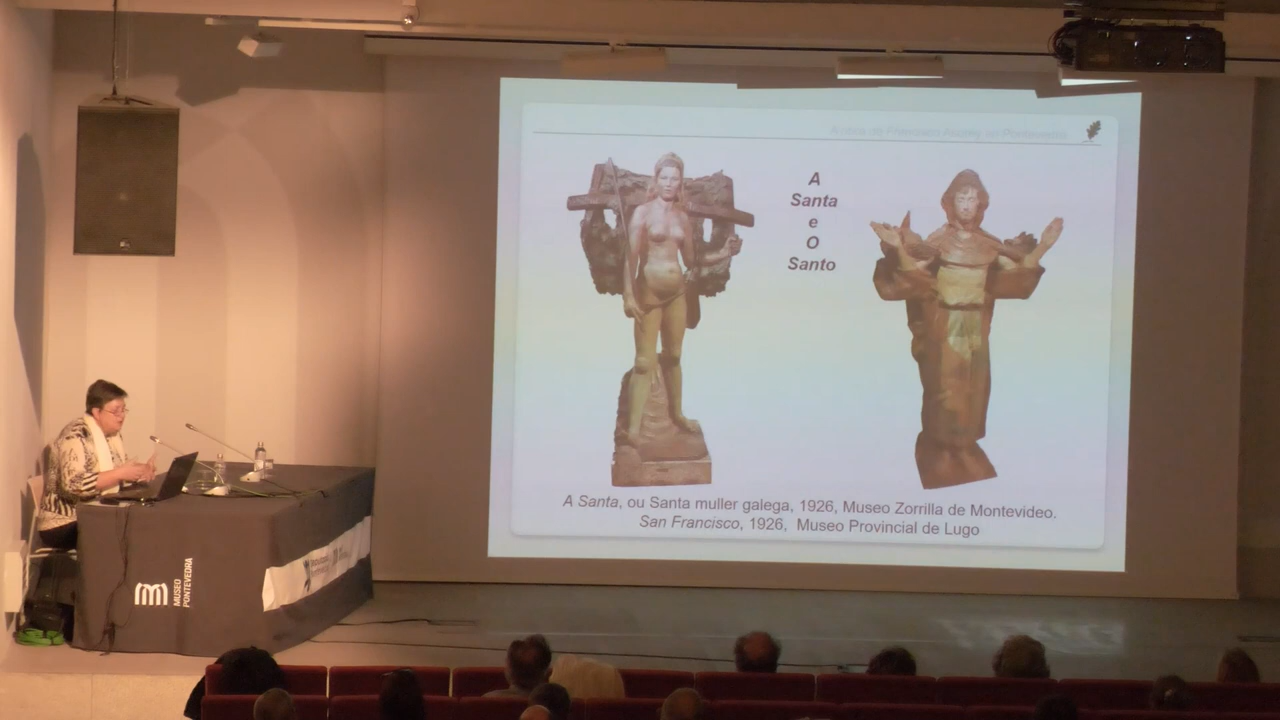 A
Santa
e
O
Santo
A Santa, ou Santa muller galega, 1926, Museo Zorrilla de Montevideo.
San Francisco, 1926, Museo Provincial de Lugo
MUSEO
PONTEVEDRA